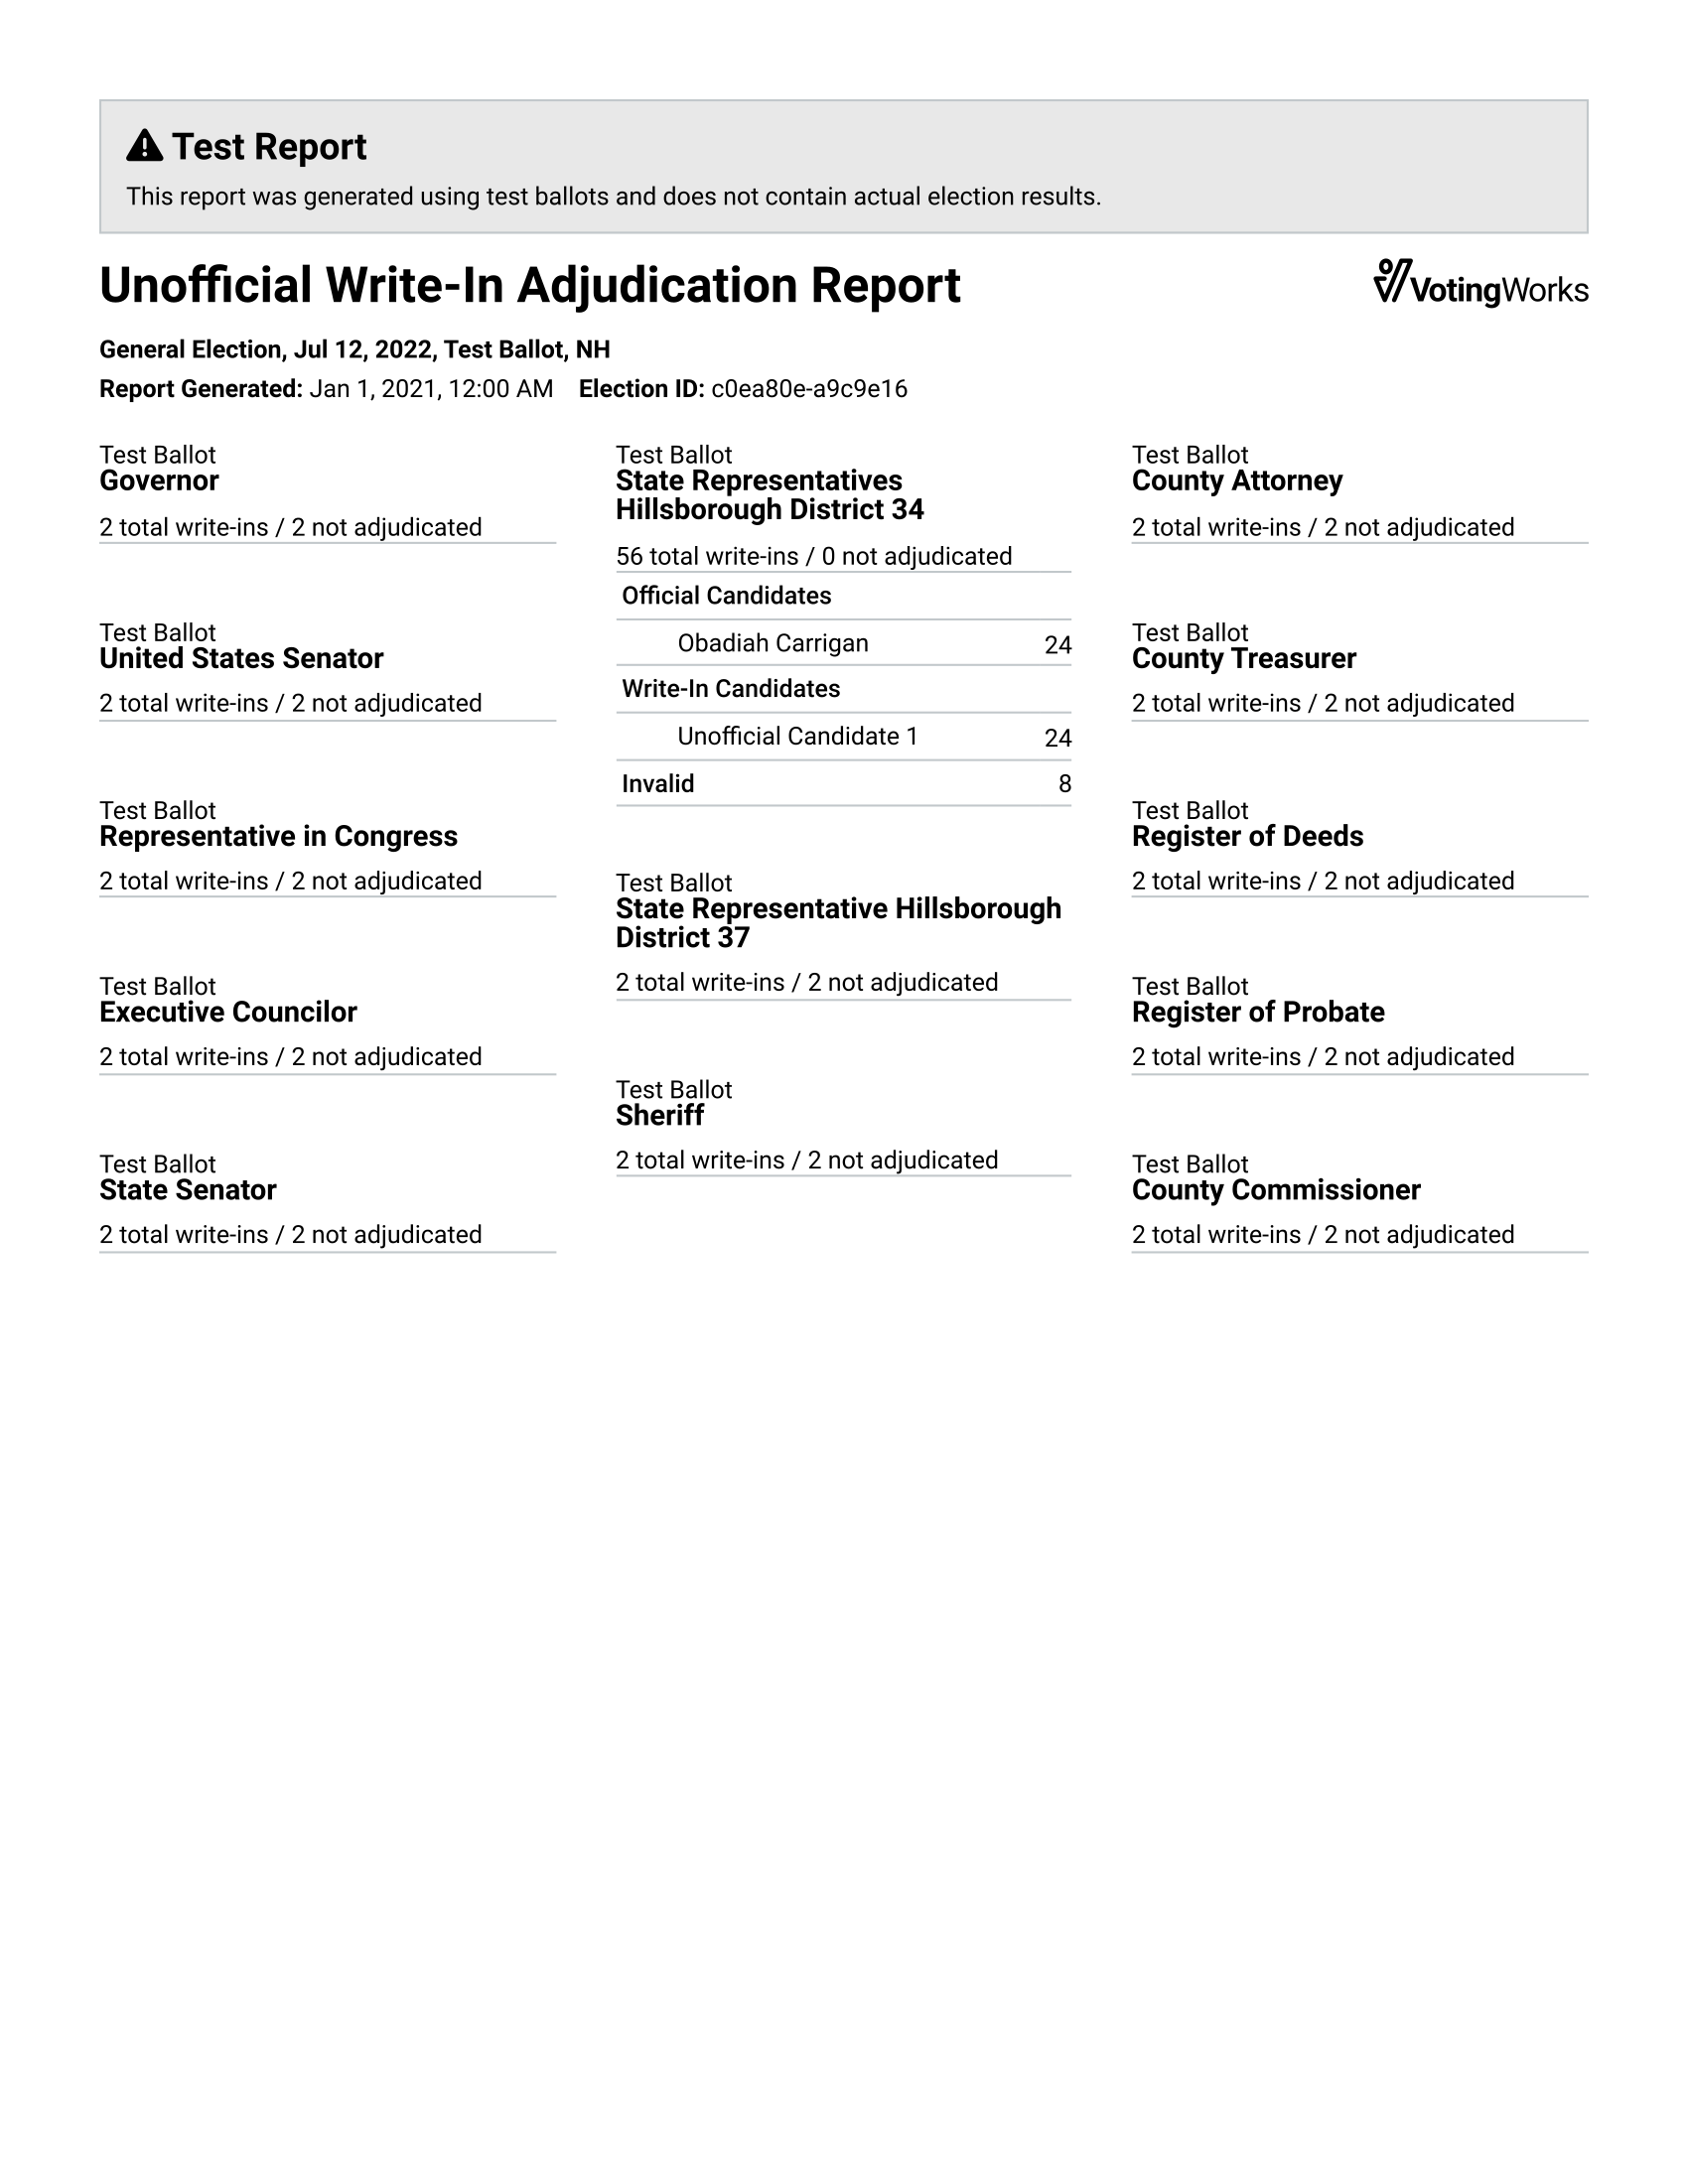 Test Report
This report was generated using test ballots and does not contain actual election results.
Unofficial Write-In Adjudication Report
VotingWorks
General Election, Jul 12, 2022, Test Ballot, NH
Report Generated: Jan 1, 2021, 12:00 AM Election ID: c0ea80e-a9c9e16
Test Ballot
Governor
2 total write-ins / 2 not adjudicated
Test Ballot
United States Senator
2 total write-ins / 2 not adjudicated
Test Ballot
Representative in Congress
2 total write-ins / 2 not adjudicated
Test Ballot
Executive Councilor
2 total write-ins / 2 not adjudicated
Test Ballot
State Senator
2 total write-ins / 2 not adjudicated
Test Ballot
State Representatives
Hillsborough District 34
56 total write-ins / 0 not adjudicated
Official Candidates
Obadiah Carrigan 24
Write-In Candidates
Unofficial Candidate 1 24
Invalid 8
Test Ballot
State Representative Hillsborough
District 37
2 total write-ins / 2 not adjudicated
Test Ballot
Sheriff
2 total write-ins / 2 not adjudicated
Test Ballot
County Attorney
2 total write-ins / 2 not adjudicated
Test Ballot
County Treasurer
2 total write-ins / 2 not adjudicated
Test Ballot
Register of Deeds
2 total write-ins / 2 not adjudicated
Test Ballot
Register of Probate
2 total write-ins / 2 not adjudicated
Test Ballot
County Commissioner
2 total write-ins / 2 not adjudicated